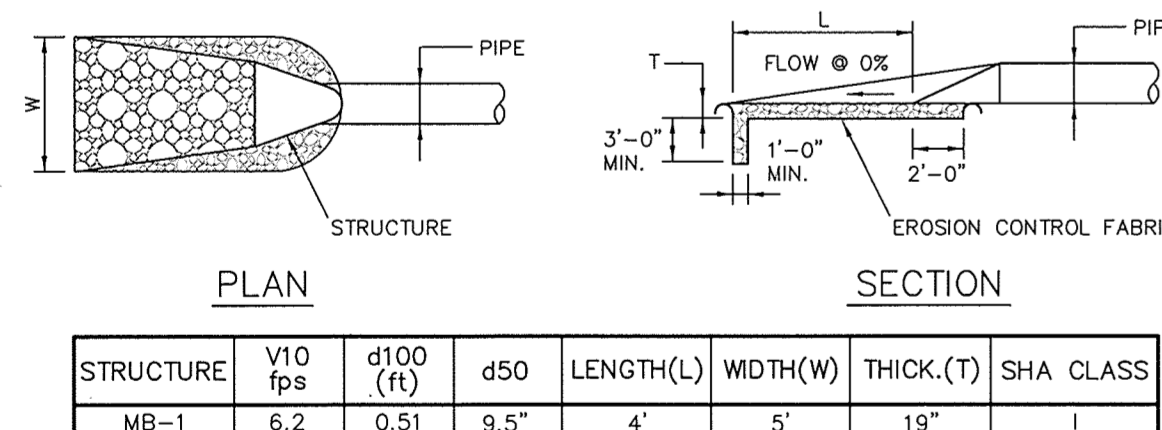 PIPE
W
STRUCTURE
PLAN
L
FLOW @ 0%
T
PIF
3'-0"
MIN.
1'-0"
MIN.
2'-0"
EROSION CONTROL FABRI
SECTION
STRUCTURE V10 fps d100 (ft) d50 LENGTH(L) WIDTH(W) THICK.(T) SHA CLASS
MB-1 6.2 0.51 9.5" 4' 5' 19" I